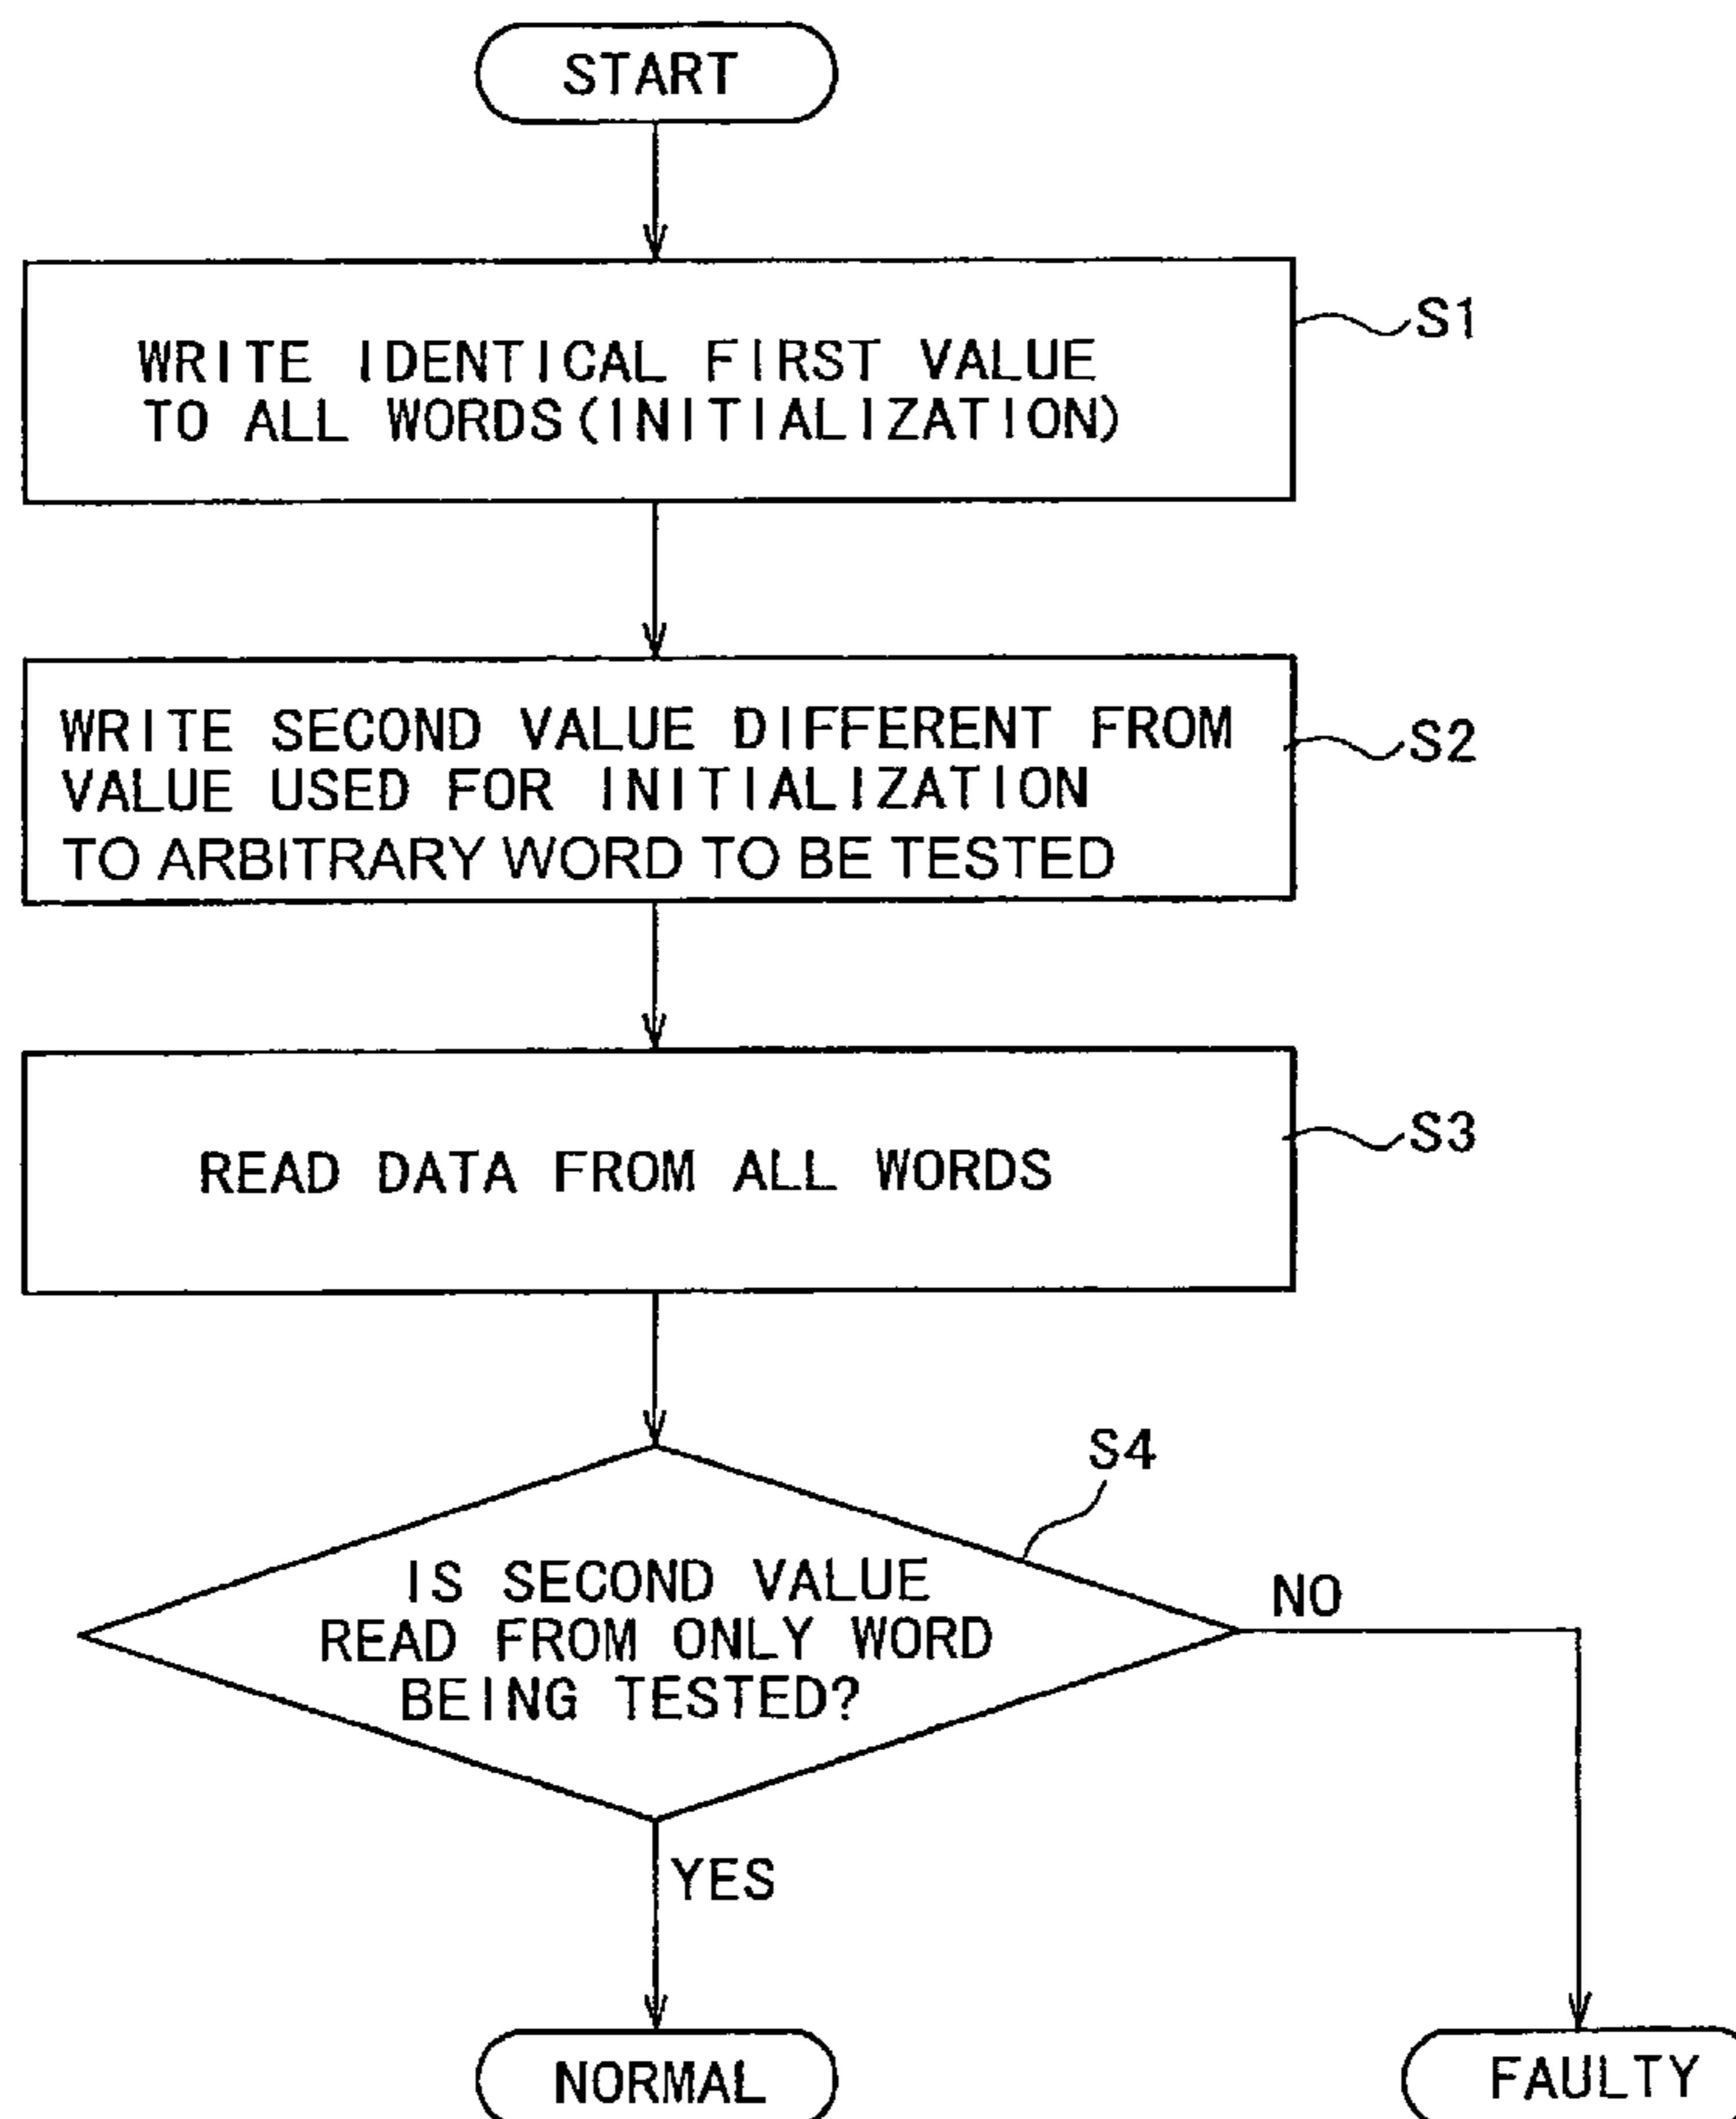 START
WRITE IDENTICAL FIRST VALUE
TO ALL WORDS(INITIALIZATION)
S1
WRITE SECOND VALUE DIFFERENT FROM
VALUE USED FOR INITIALIZATION
TO ARBITRARY WORD TO BE TESTED
S2
READ DATA FROM ALL WORDS
S3
S4
IS SECOND VALUE
READ FROM ONLY WORD
BEING TESTED?
NO
YES
NORMAL
FAULTY